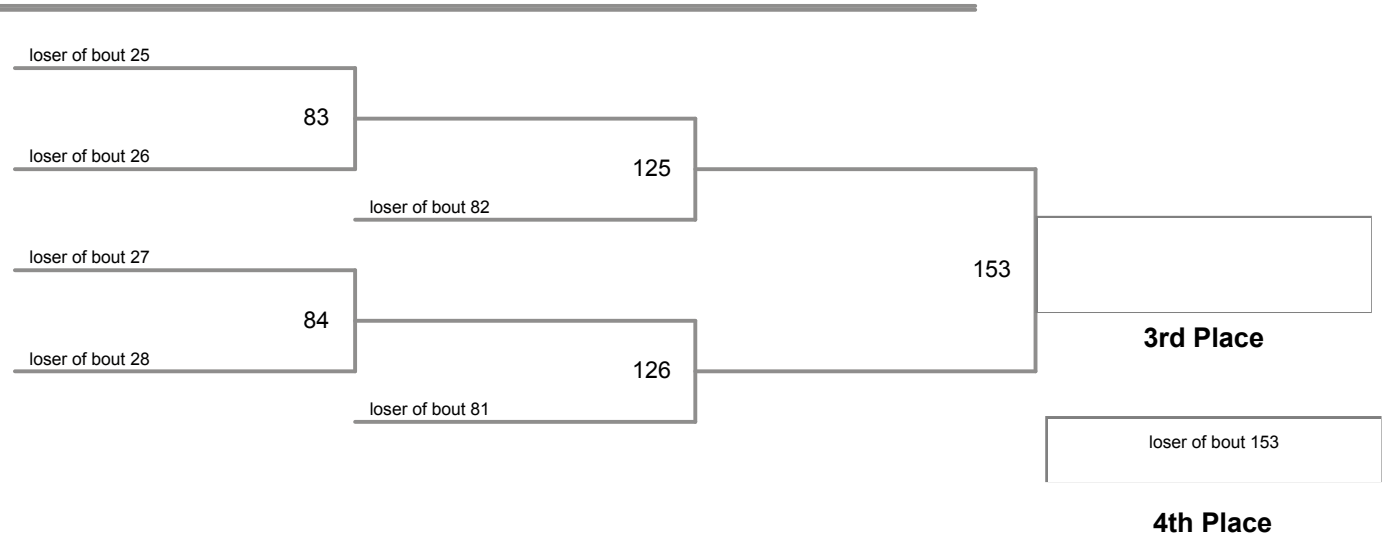 loser of bout 25
83
loser of bout 26
125
loser of bout 82
loser of bout 27
153
84
3rd Place
loser of bout 28
126
loser of bout 81
loser of bout 153
4th Place